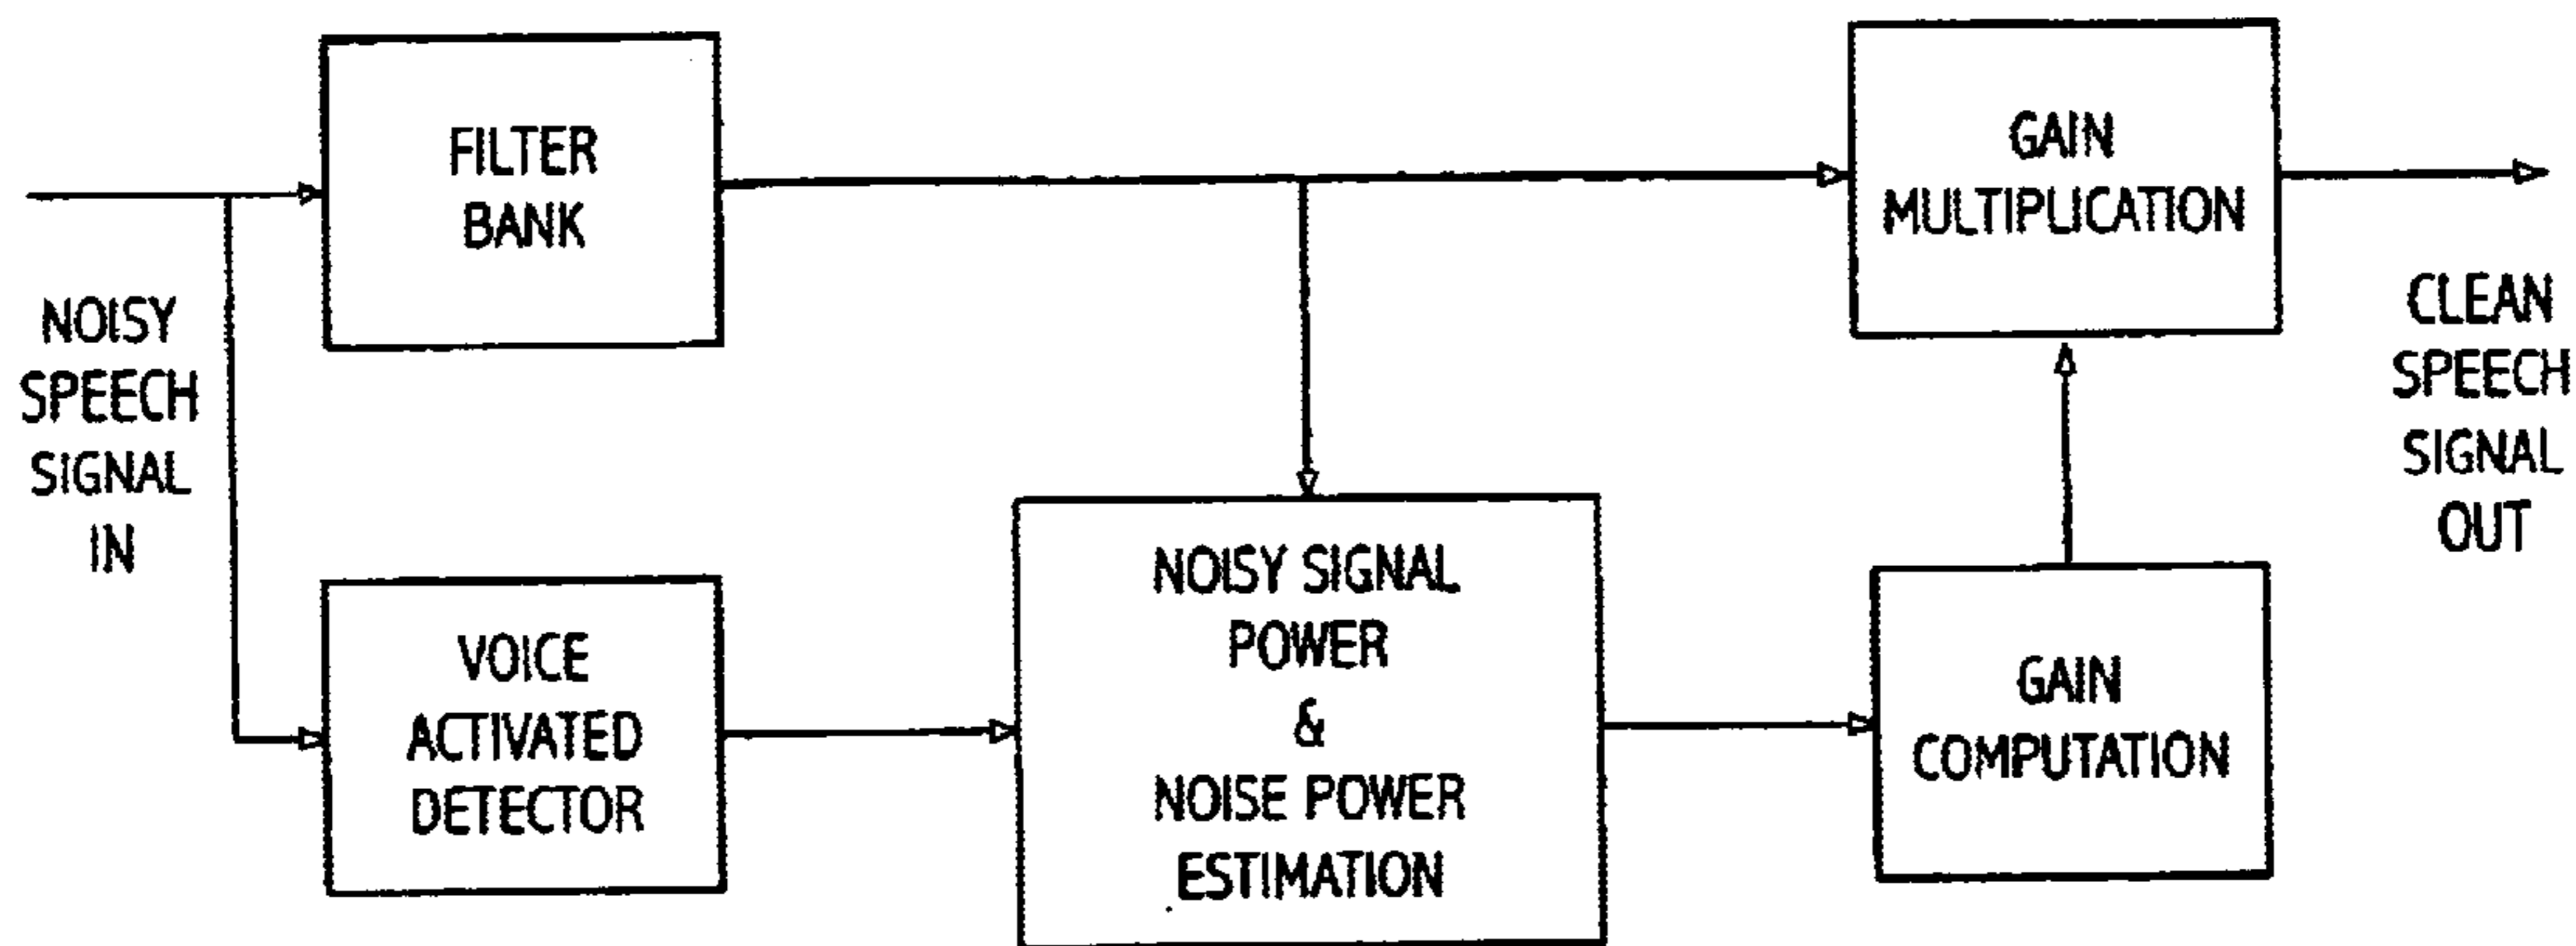 FILTER
BANK
GAIN
MULTIPLICATION
NOISY
SPEECH
SIGNAL
IN
CLEAN
SPEECH
SIGNAL
OUT
VOICE
ACTIVATED
DETECTOR
NOISY SIGNAL
POWER
&
NOISE POWER
ESTIMATION
GAIN
COMPUTATION